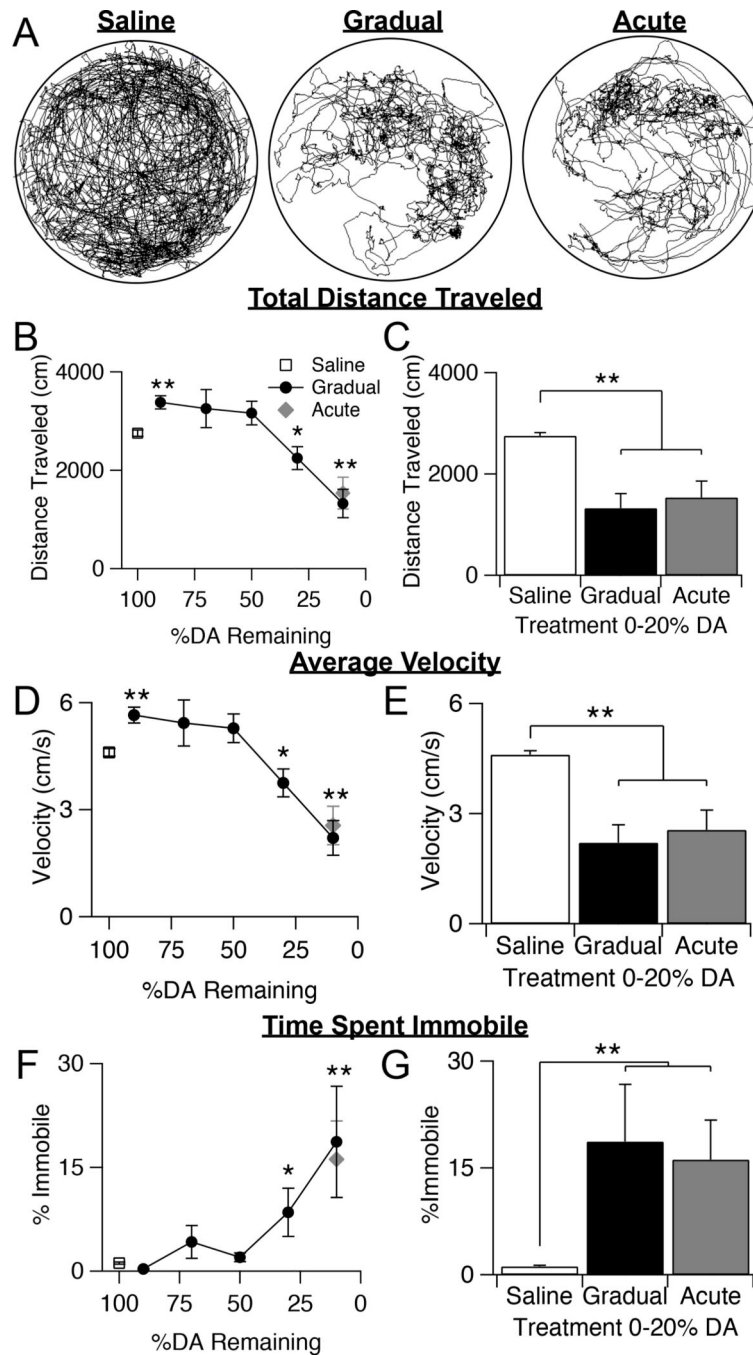 A
Saline
Gradual
Acute
Total Distance Traveled
B
Distance Traveled (cm)
4000
2000
0
**
*
**
Saline
Gradual
Acute
100 75 50 25 0
%DA Remaining
C
Distance Traveled (cm)
4000
2000
0
**
Saline Gradual Acute
Treatment 0-20% DA
Average Velocity
D
Velocity (cm/s)
6
3
0
**
*
**
100 75 50 25 0
%DA Remaining
E
Velocity (cm/s)
6
3
0
**
Saline Gradual Acute
Treatment 0-20% DA
Time Spent Immobile
F
% Immobile
30
15
0
*
**
100 75 50 25 0
%DA Remaining
G
%Immobile
30
15
0
**
Saline Gradual Acute
Treatment 0-20% DA